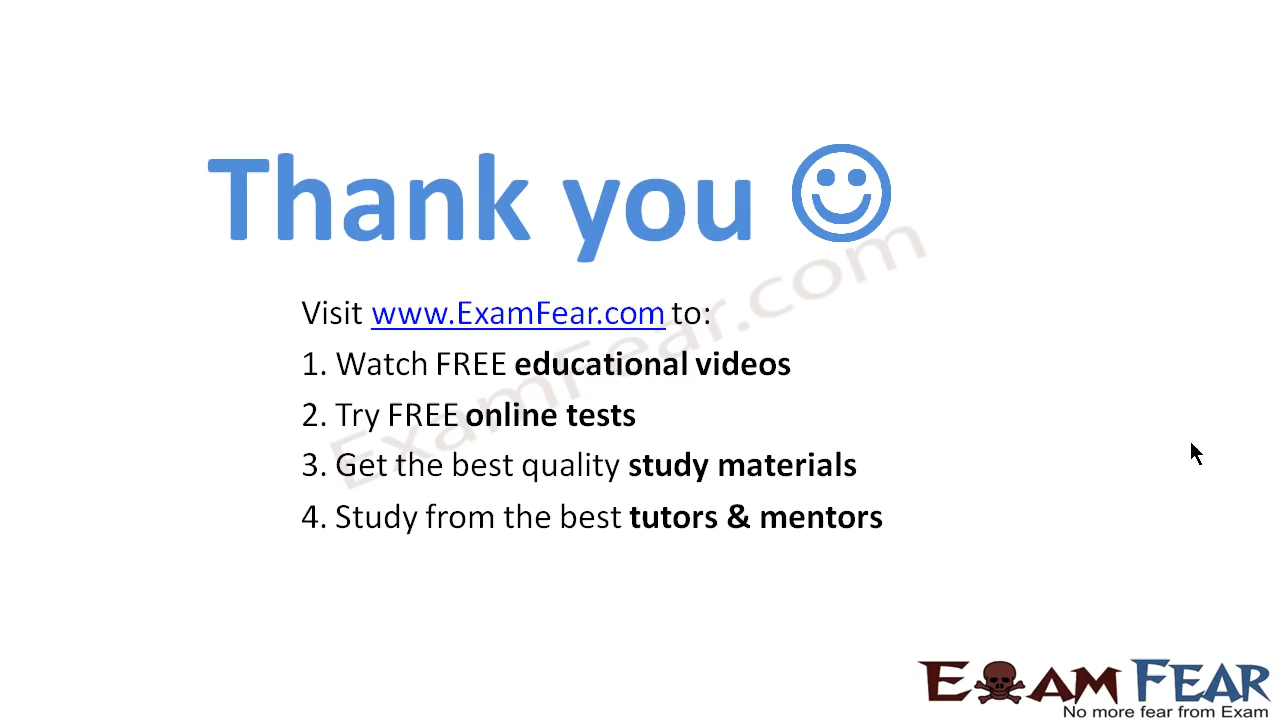 Thank you ☺
Visit www.ExamFear.com to:
1. Watch FREE educational videos
2. Try FREE online tests
3. Get the best quality study materials
4. Study from the best tutors & mentors
ExamFear.com
EXAM FEAR
No more fear from Exam